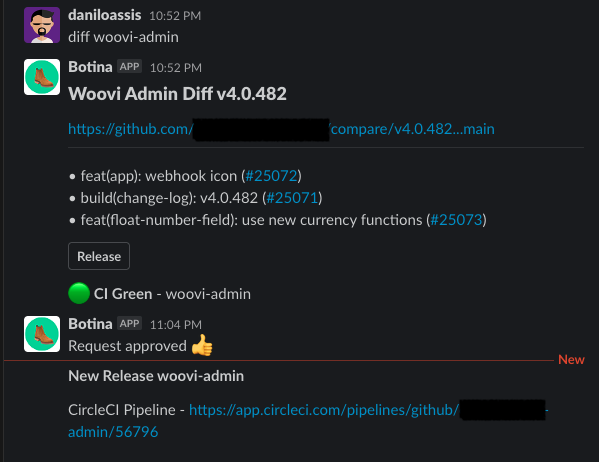 daniloassis 10:52 PM
diff woovi-admin
Botina APP 10:52 PM
Woovi Admin Diff v4.0.482
https://github.com/ compare/v4.0.482...main
• feat(app): webhook icon (#25072)
• build(change-log): v4.0.482 (#25071)
• feat(float-number-field): use new currency functions (#25073)
Release
CI Green - woovi-admin
Botina APP 11:04 PM
Request approved 👍
New
New Release woovi-admin
CircleCI Pipeline - https://app.circleci.com/pipelines/github/ -
admin/56796